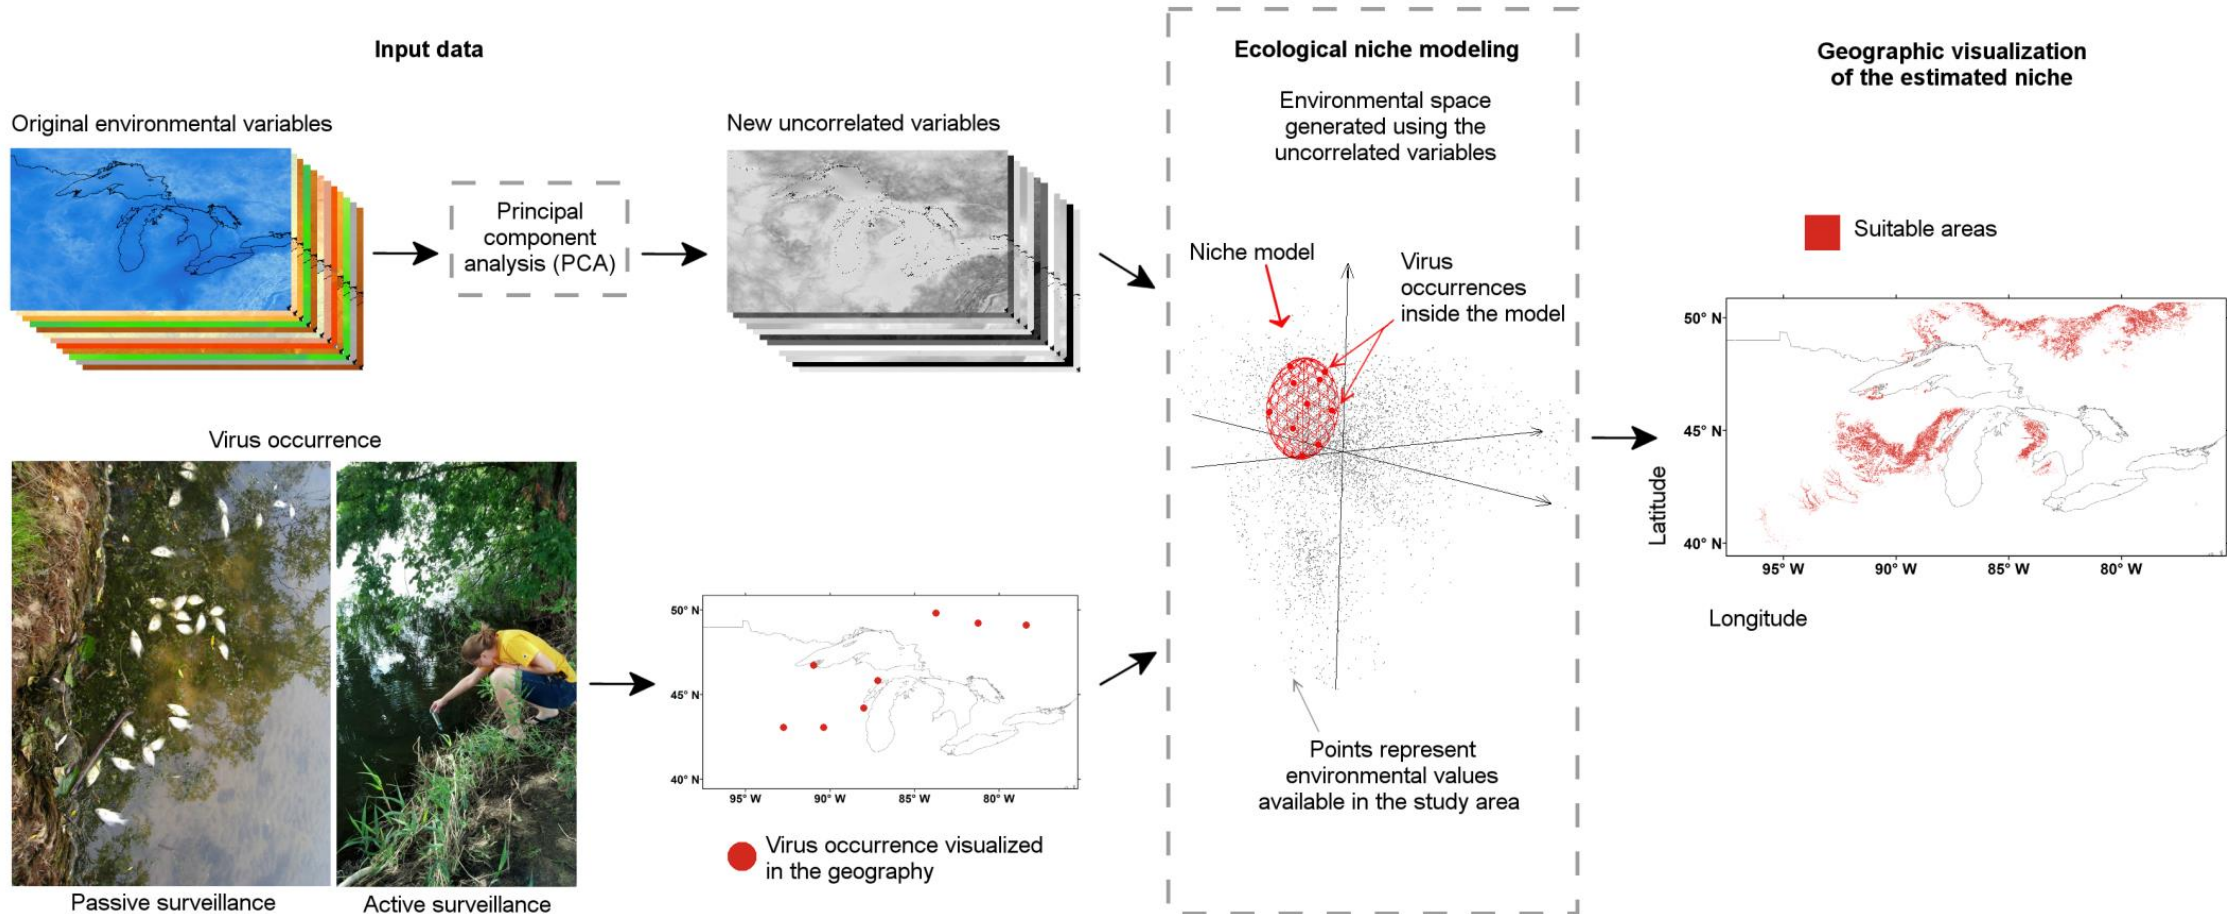 Input data
Original environmental variables
Principal
component
analysis (PCA)
New uncorrelated variables
Virus occurrence
Passive surveillance
Active surveillance
50° N
45° N
40° N
95° W
90° W
85° W
80° W
Virus occurrence visualized
in the geography
Ecological niche modeling
Environmental space
generated using the
uncorrelated variables
Niche model
Virus
occurrences
inside the model
Points represent
environmental values
available in the study area
Geographic visualization
of the estimated niche
Suitable areas
50° N
45° N
40° N
Latitude
95° W
90° W
85° W
80° W
Longitude